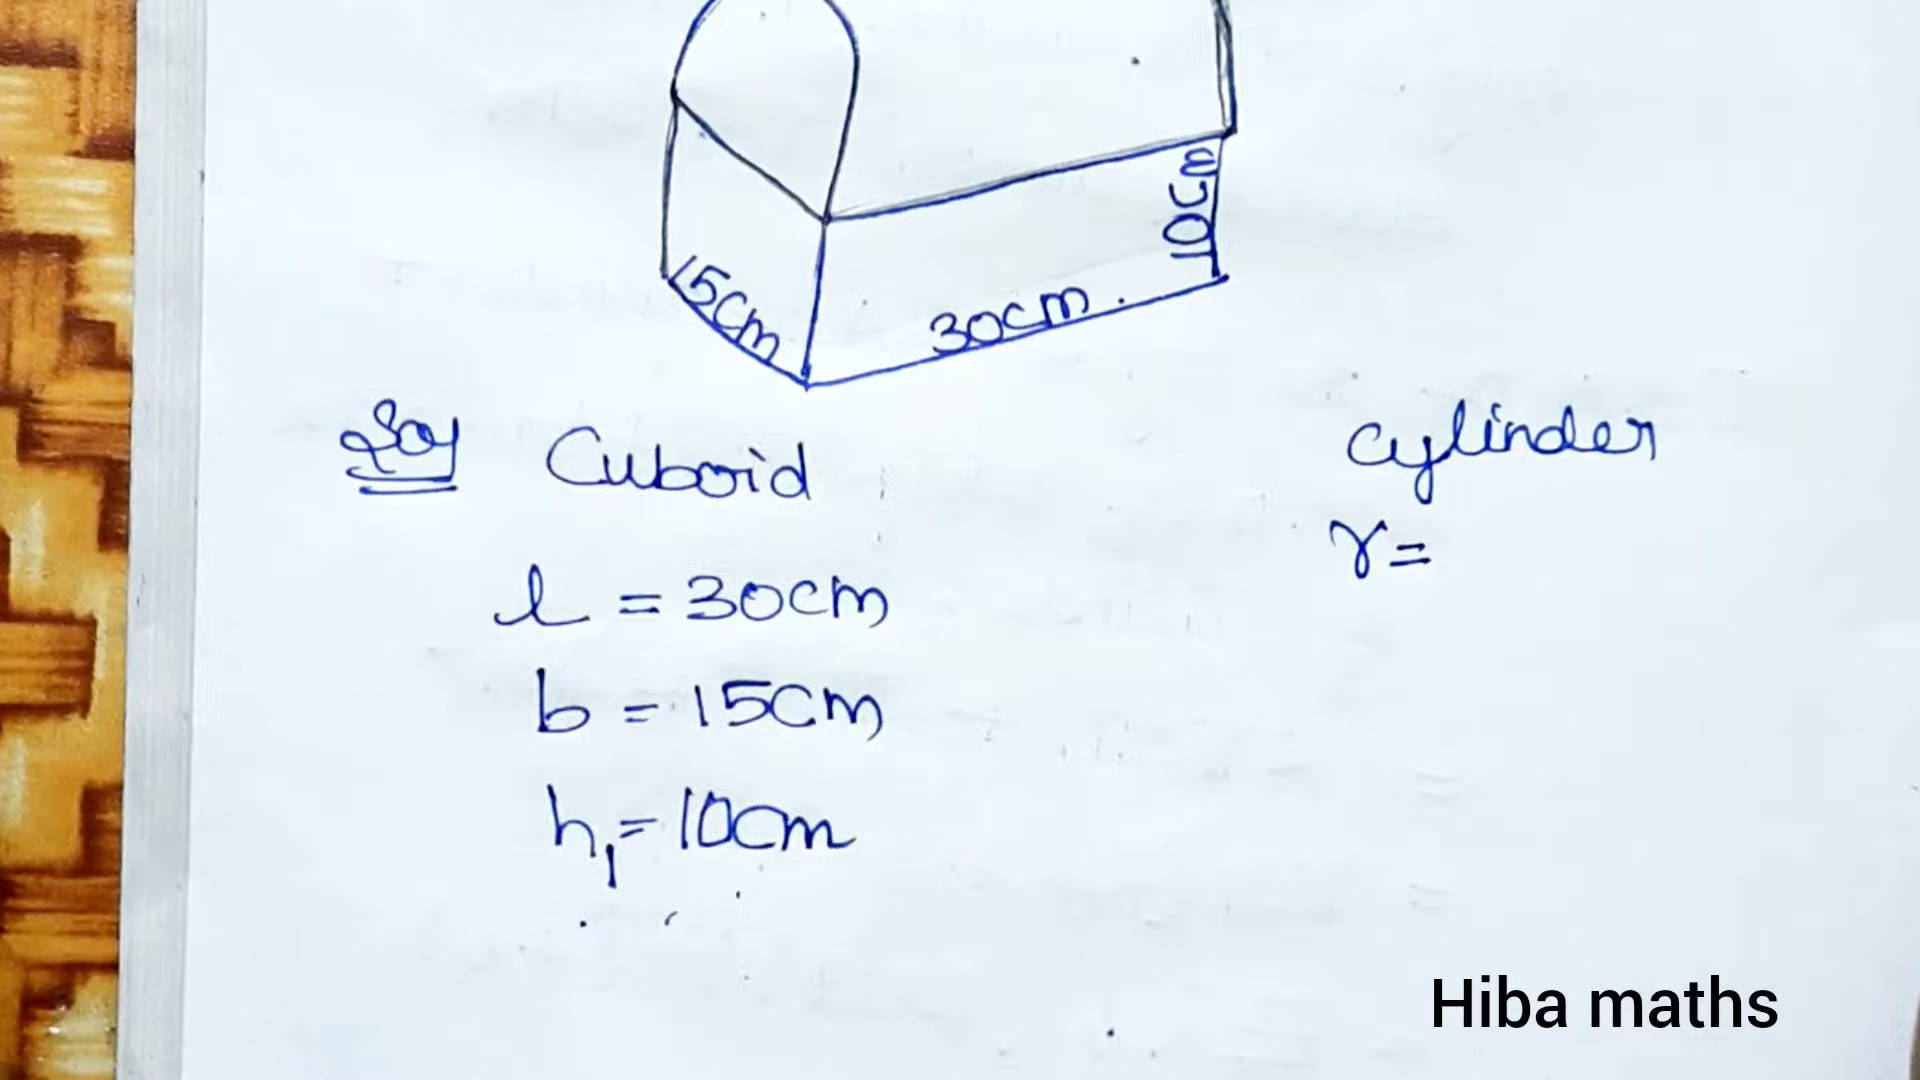 10cm
15cm
30cm
Sol
Cuboid
cylinder
r=
l = 30cm
b = 15cm
h₁ = 10cm
Hiba maths